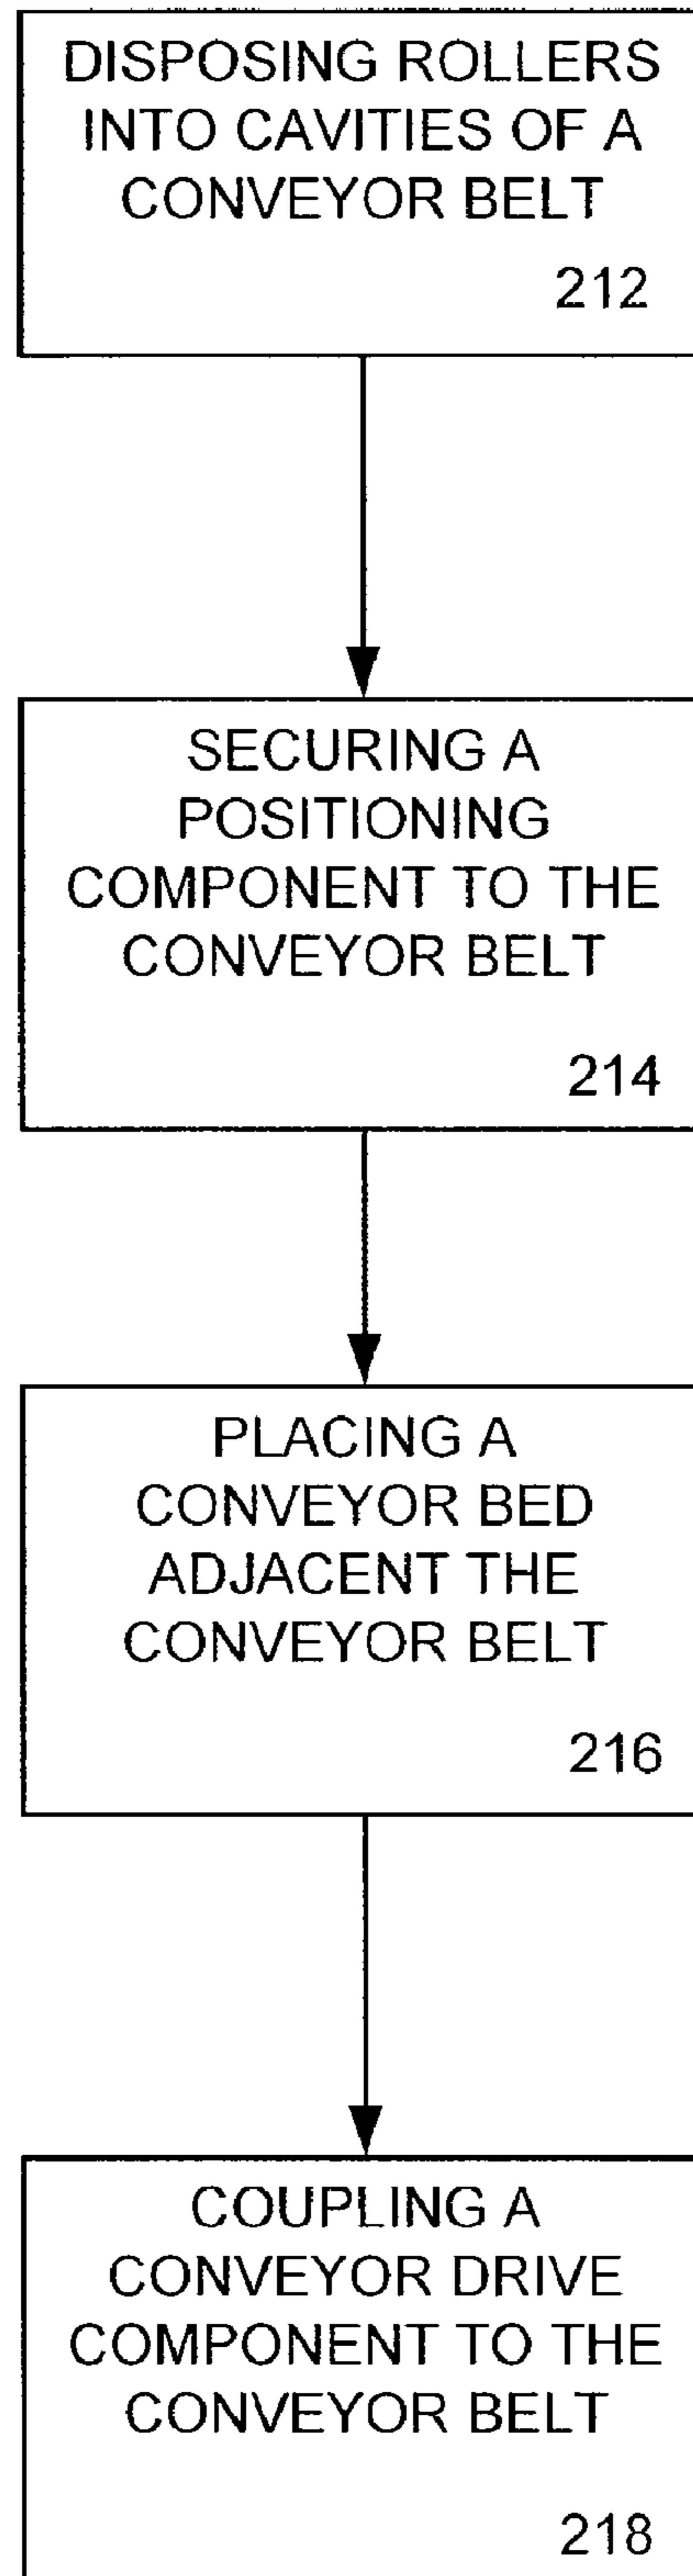 DISPOSING ROLLERS
INTO CAVITIES OF A
CONVEYOR BELT
212
SECURING A
POSITIONING
COMPONENT TO THE
CONVEYOR BELT
214
PLACING A
CONVEYOR BED
ADJACENT THE
CONVEYOR BELT
216
COUPLING A
CONVEYOR DRIVE
COMPONENT TO THE
CONVEYOR BELT
218